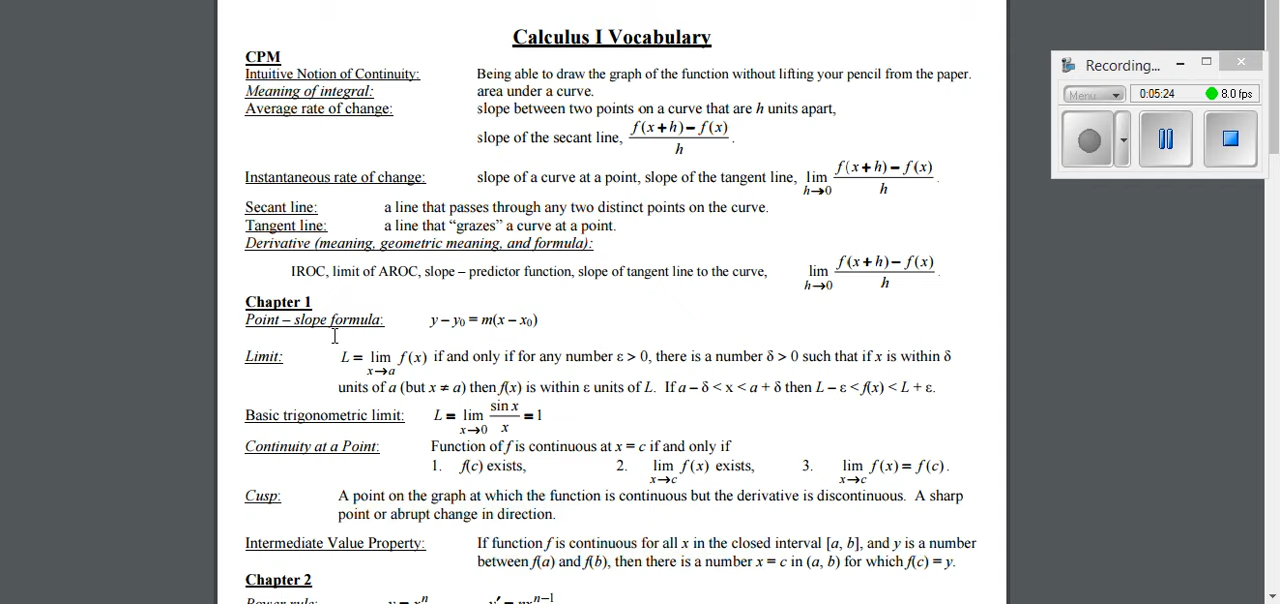 Calculus I Vocabulary
CPM
Intuitive Notion of Continuity: Being able to draw the graph of the function without lifting your pencil from the paper.
Meaning of integral: area under a curve.
Average rate of change: slope between two points on a curve that are h units apart,
slope of the secant line, f(x+h)−f(x) / h .
Instantaneous rate of change: slope of a curve at a point, slope of the tangent line, lim h→0 f(x+h)−f(x) / h .
Secant line: a line that passes through any two distinct points on the curve.
Tangent line: a line that “grazes” a curve at a point.
Derivative (meaning, geometric meaning, and formula):
IROC, limit of AROC, slope – predictor function, slope of tangent line to the curve, lim h→0 f(x+h)−f(x) / h .
Chapter 1
Point – slope formula: y – y₀ = m(x – x₀)
Limit: L = lim x→a f(x) if and only if for any number ε > 0, there is a number δ > 0 such that if x is within δ
units of a (but x ≠ a) then f(x) is within ε units of L. If a – δ < x < a + δ then L – ε < f(x) < L + ε.
Basic trigonometric limit: L = lim x→0 sin x / x = 1
Continuity at a Point: Function of f is continuous at x = c if and only if
1. f(c) exists, 2. lim x→c f(x) exists, 3. lim x→c f(x) = f(c).
Cusp: A point on the graph at which the function is continuous but the derivative is discontinuous. A sharp
point or abrupt change in direction.
Intermediate Value Property: If function f is continuous for all x in the closed interval [a, b], and y is a number
between f(a) and f(b), then there is a number x = c in (a, b) for which f(c) = y.
Chapter 2
Power rule: y = xⁿ y′ = nxⁿ⁻¹
Recording...
Menu 0:05:24 8.0 fps